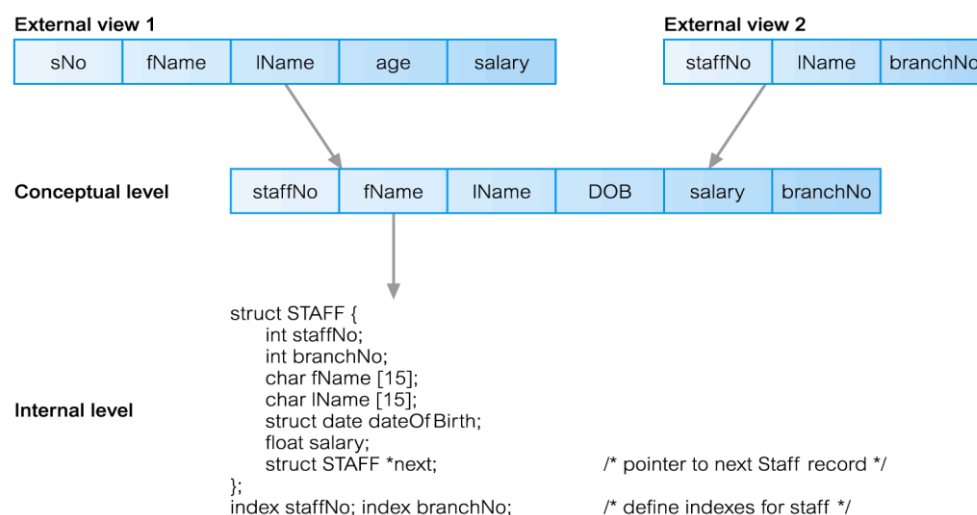 External view 1
External view 2
sNo fName lName age salary
staffNo lName branchNo
Conceptual level
staffNo fName lName DOB salary branchNo
struct STAFF {
int staffNo;
int branchNo;
char fName [15];
Internal level
char lName [15];
struct date dateOfBirth;
float salary;
struct STAFF *next; /* pointer to next Staff record */
};
index staffNo; index branchNo; /* define indexes for staff */